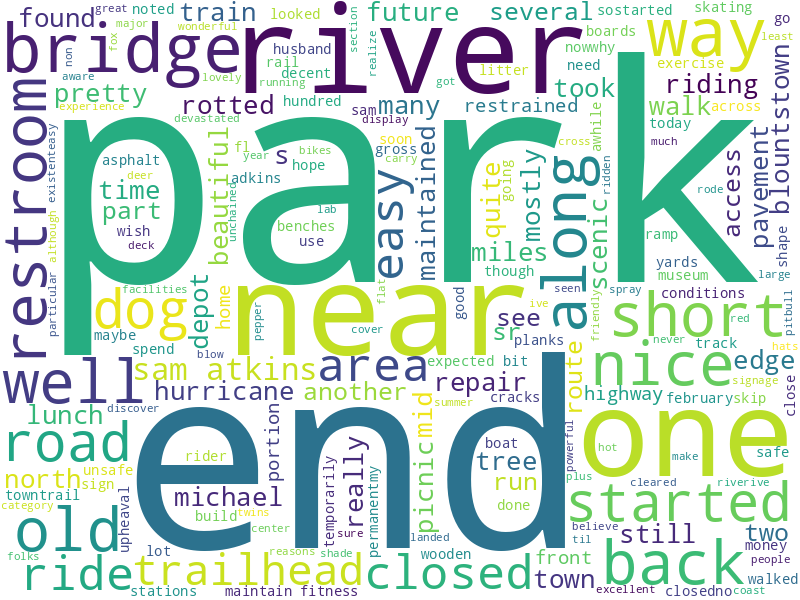 great major noted looked future several sostarted skating
found wonderful train boards go
fox non aware husband nowwhy least
bridge river way
lovely rail decent realize section got need exercise
pretty running litter took riding across
restroom experience rotted hundred sam many restrained walk today town
devastated fl display cross awhile much
asphalt beautiful s year bikes carry gross soon quite going along ridden access pavement blountstown
existenteasy deer time unchained adkins hope easy maintained mostly scenic rode
although part lab benches miles ramp shape
wish deck use though yards museum
particular facilities depot flat good seen spray conditions large
park
dog home near friendly ive short red pitbull
maybe pepper cover see sr planks never track hats
spend blow expected bit edge signage close
well sam atkins area repair nice
discover hurricane another cracks route highway february skip
lunch portion summer mid boat hot make safe
road rider picnic tree powerful one
north unsafe really run plus cleared riverive
towntrail sign michael temporarily done til
category upheaval build twins permanentmy believe started
old center sure landed cross two money
folks lot reasons shade wooden front still people
ride trailhead closed town back closedno walked
stations maintain fitness excellent coast
end